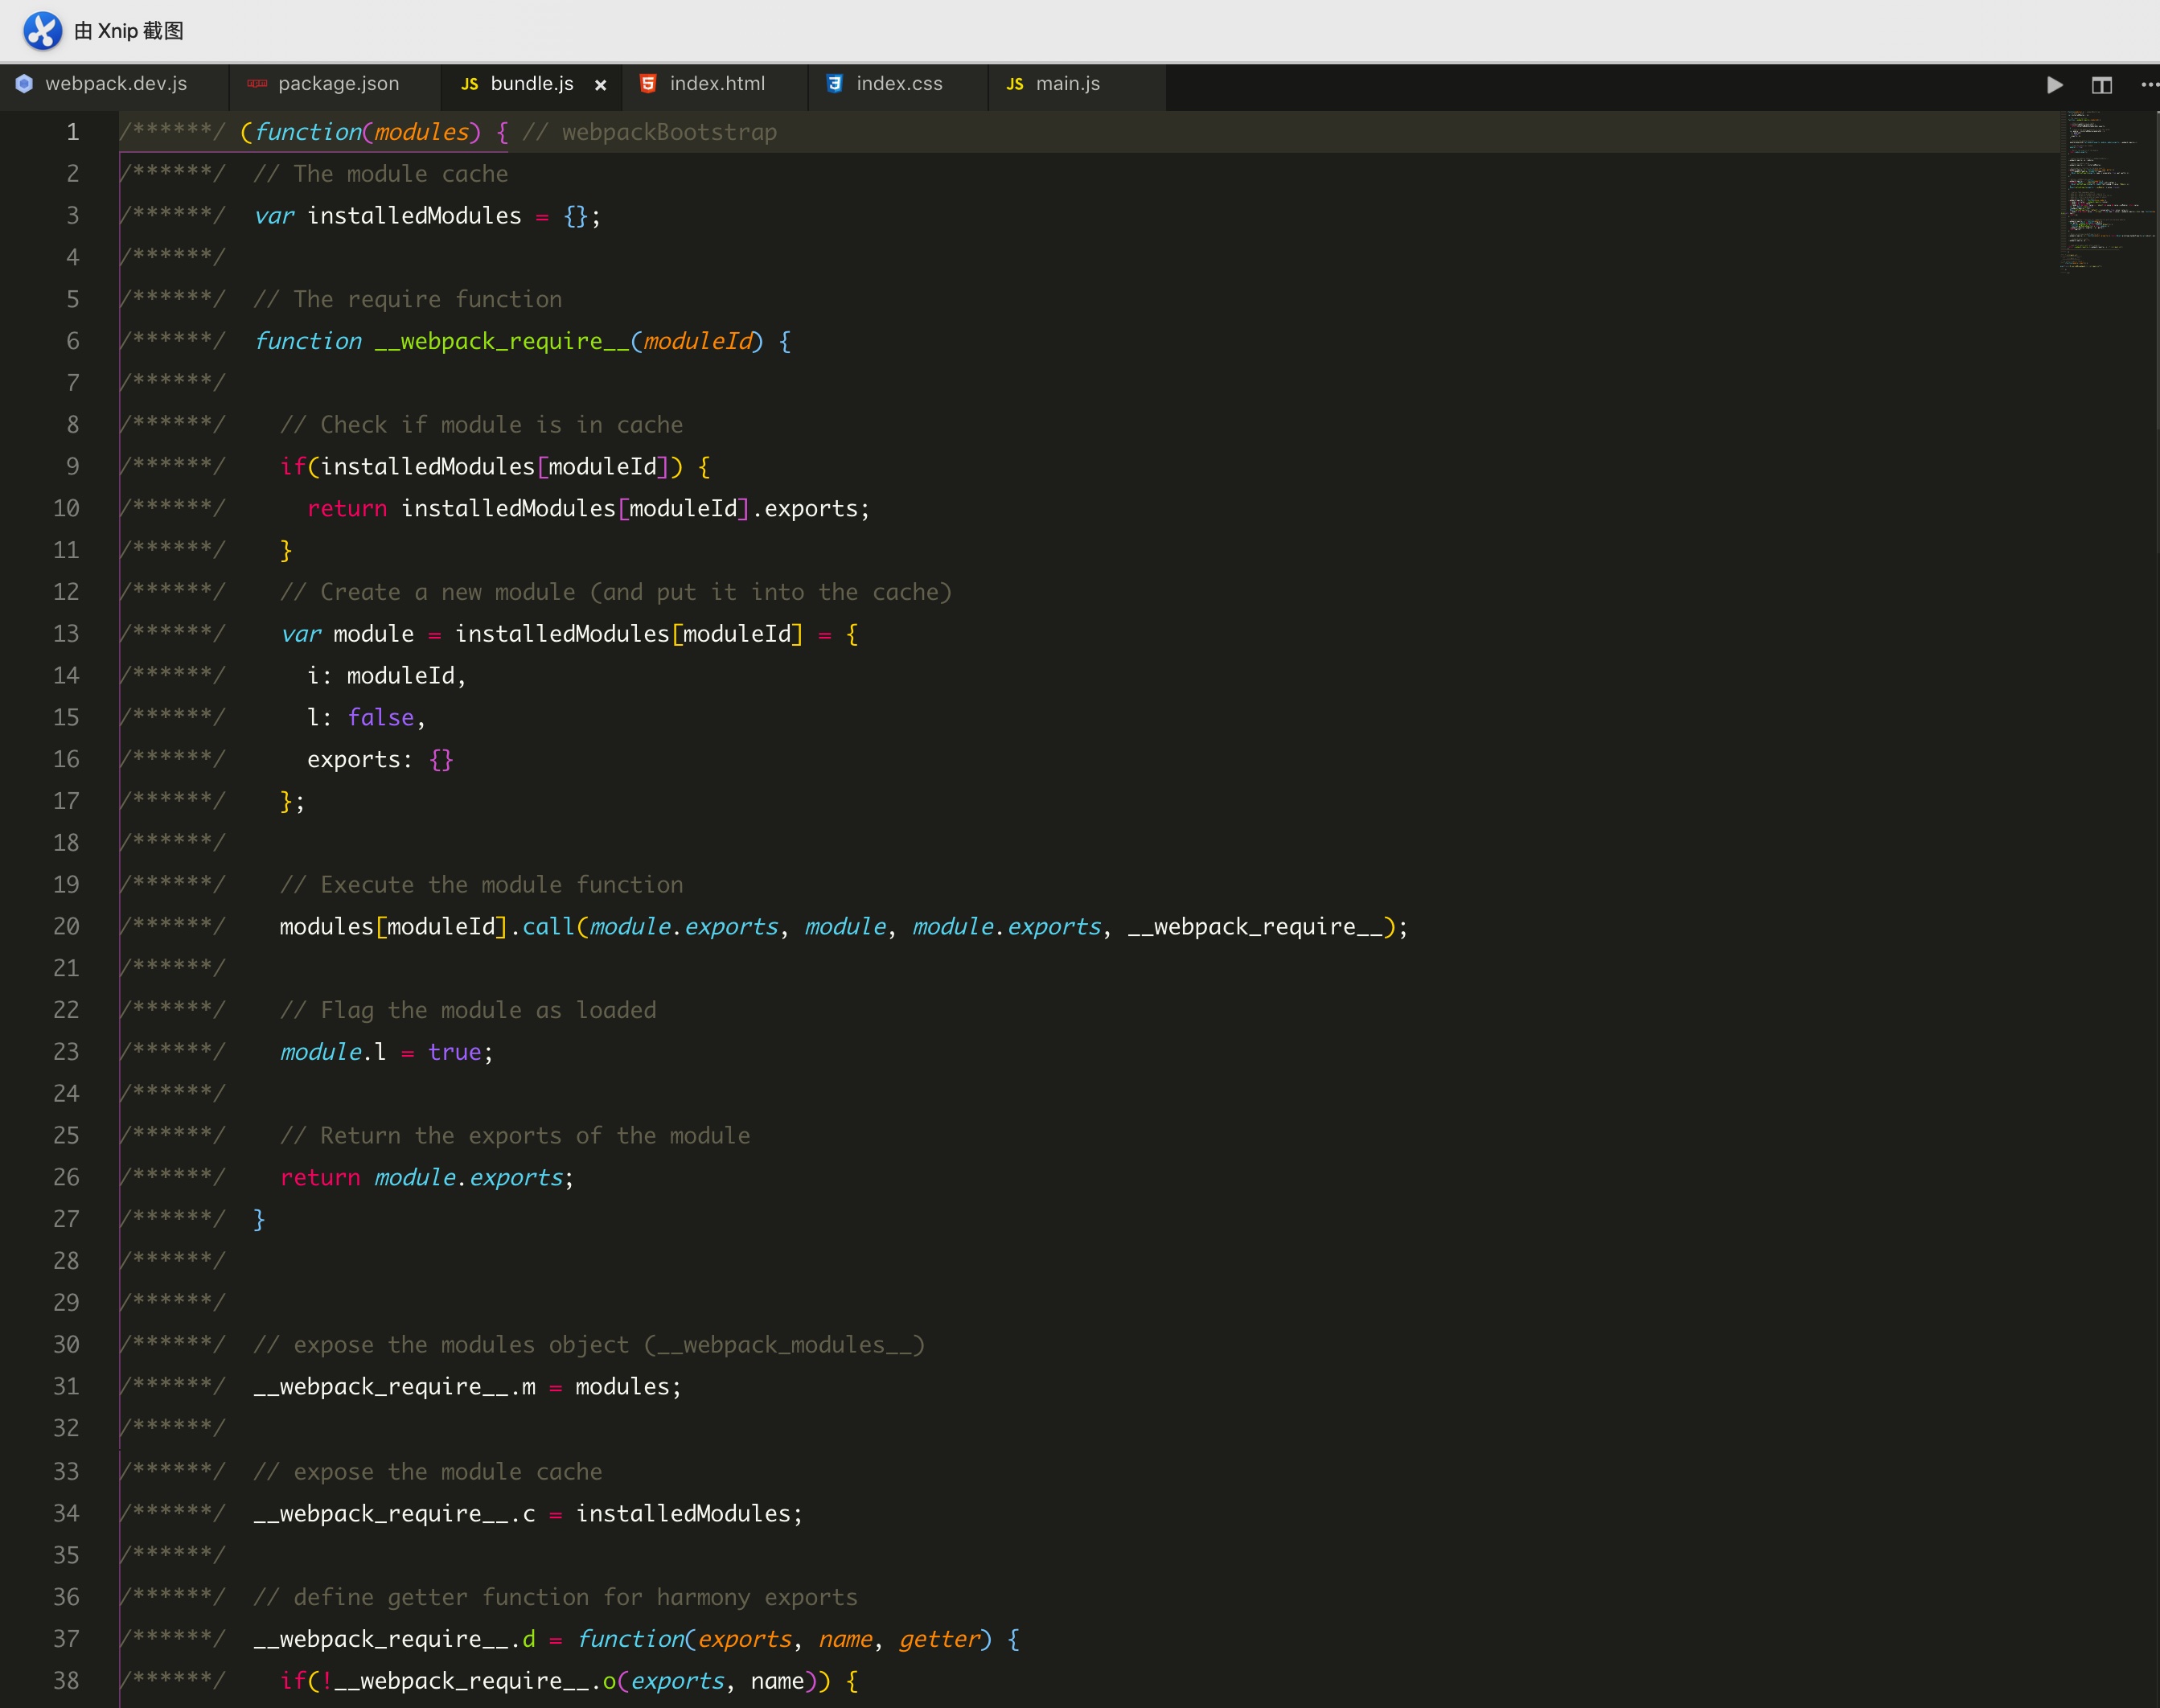 由 Xnip 截图
webpack.dev.js package.json JS bundle.js × index.html index.css JS main.js
1 /******/ (function(modules) { // webpackBootstrap
2 /******/ 	// The module cache
3 /******/ 	var installedModules = {};
4 /******/
5 /******/ 	// The require function
6 /******/ 	function __webpack_require__(moduleId) {
7 /******/
8 /******/ 		// Check if module is in cache
9 /******/ 		if(installedModules[moduleId]) {
10 /******/ 			return installedModules[moduleId].exports;
11 /******/ 		}
12 /******/ 		// Create a new module (and put it into the cache)
13 /******/ 		var module = installedModules[moduleId] = {
14 /******/ 			i: moduleId,
15 /******/ 			l: false,
16 /******/ 			exports: {}
17 /******/ 		};
18 /******/
19 /******/ 		// Execute the module function
20 /******/ 		modules[moduleId].call(module.exports, module, module.exports, __webpack_require__);
21 /******/
22 /******/ 		// Flag the module as loaded
23 /******/ 		module.l = true;
24 /******/
25 /******/ 		// Return the exports of the module
26 /******/ 		return module.exports;
27 /******/ 	}
28 /******/
29 /******/
30 /******/ 	// expose the modules object (__webpack_modules__)
31 /******/ 	__webpack_require__.m = modules;
32 /******/
33 /******/ 	// expose the module cache
34 /******/ 	__webpack_require__.c = installedModules;
35 /******/
36 /******/ 	// define getter function for harmony exports
37 /******/ 	__webpack_require__.d = function(exports, name, getter) {
38 /******/ 		if(!__webpack_require__.o(exports, name)) {